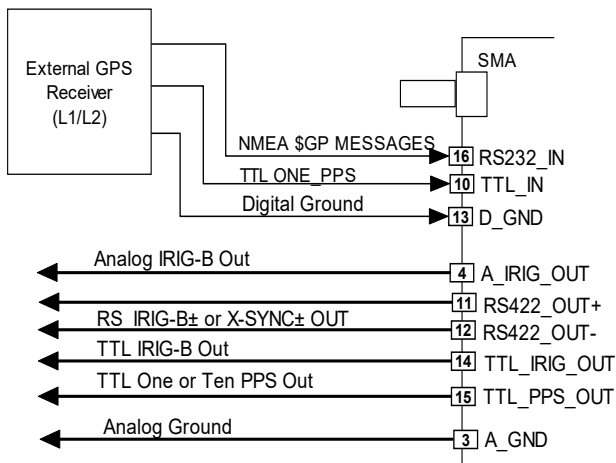 External GPS
Receiver
(L1/L2)
SMA
NMEA $GP MESSAGES
16 RS232_IN
TTL ONE_PPS
10 TTL_IN
Digital Ground
13 D_GND
Analog IRIG-B Out
4 A_IRIG_OUT
11 RS422_OUT+
RS IRIG-B± or X-SYNC± OUT
12 RS422_OUT-
TTL IRIG-B Out
14 TTL_IRIG_OUT
TTL One or Ten PPS Out
15 TTL_PPS_OUT
Analog Ground
3 A_GND